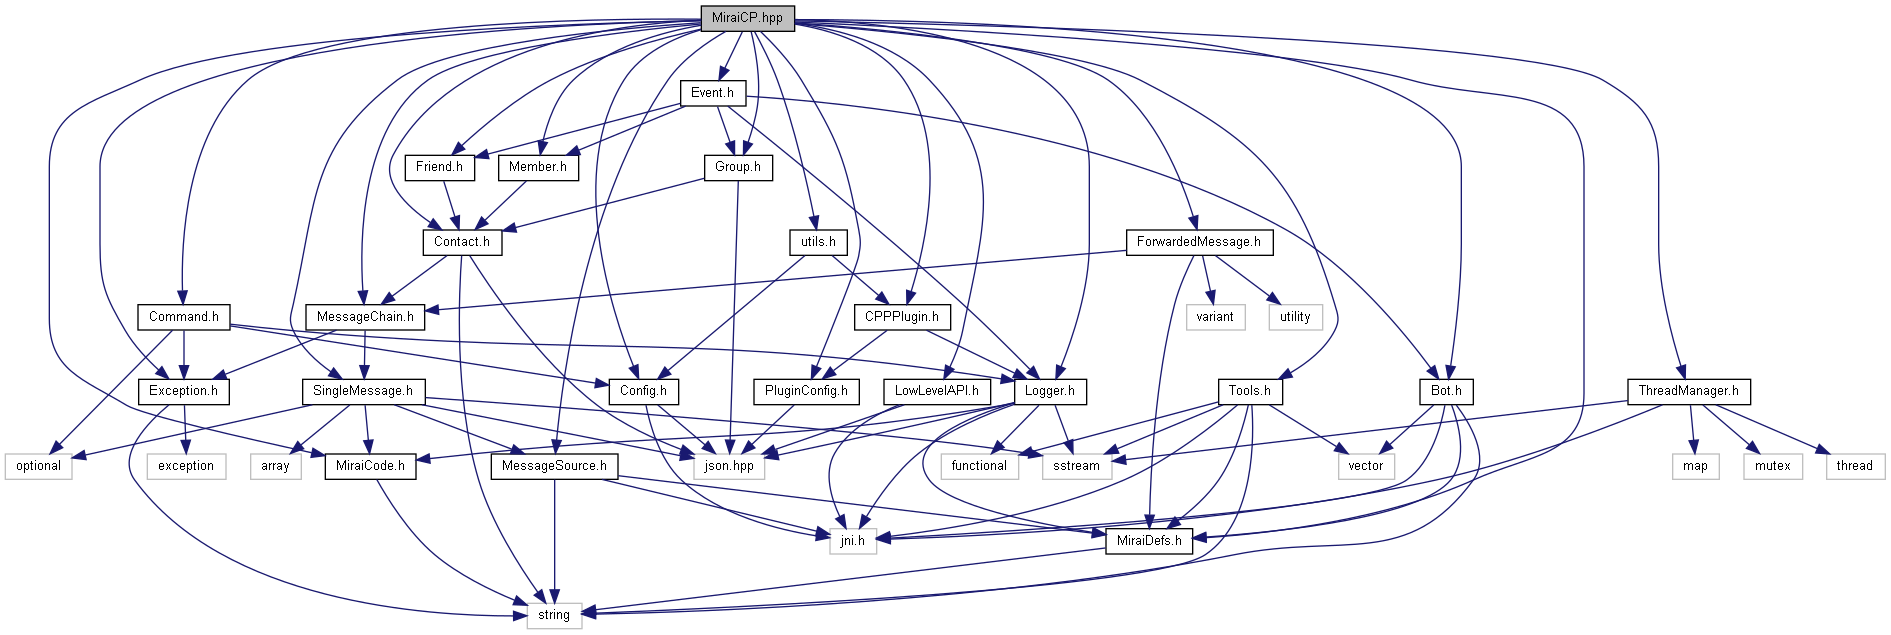 MiraiCP.hpp
Event.h
Friend.h
Member.h
Group.h
Contact.h
utils.h
ForwardedMessage.h
Command.h
MessageChain.h
CPPPlugin.h
variant
utility
Exception.h
SingleMessage.h
Config.h
PluginConfig.h
LowLevelAPI.h
Logger.h
Tools.h
Bot.h
ThreadManager.h
optional
exception
array
MiraiCode.h
MessageSource.h
json.hpp
functional
sstream
vector
map
mutex
thread
jni.h
MiraiDefs.h
string